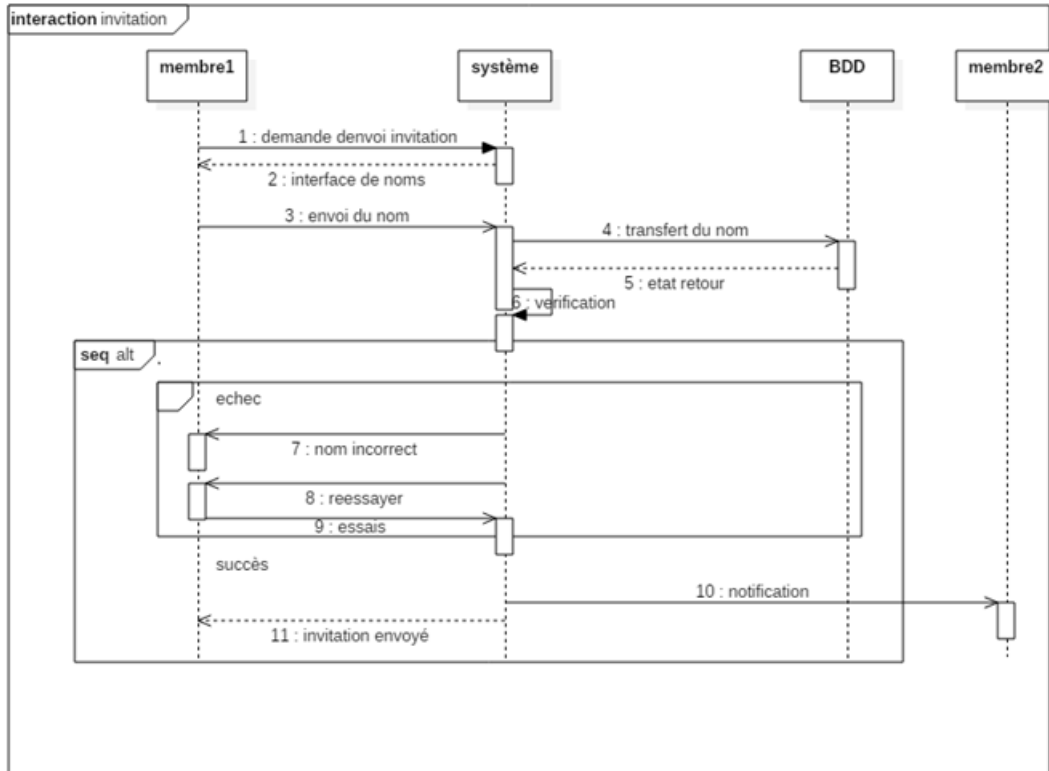 interaction invitation
membre1
système
BDD
membre2
1 : demande denvoi invitation
2 : interface de noms
3 : envoi du nom
4 : transfert du nom
5 : etat retour
6 : verification
seq alt
.
echec
7 : nom incorrect
8 : reessayer
9 : essais
succès
10 : notification
11 : invitation envoyé